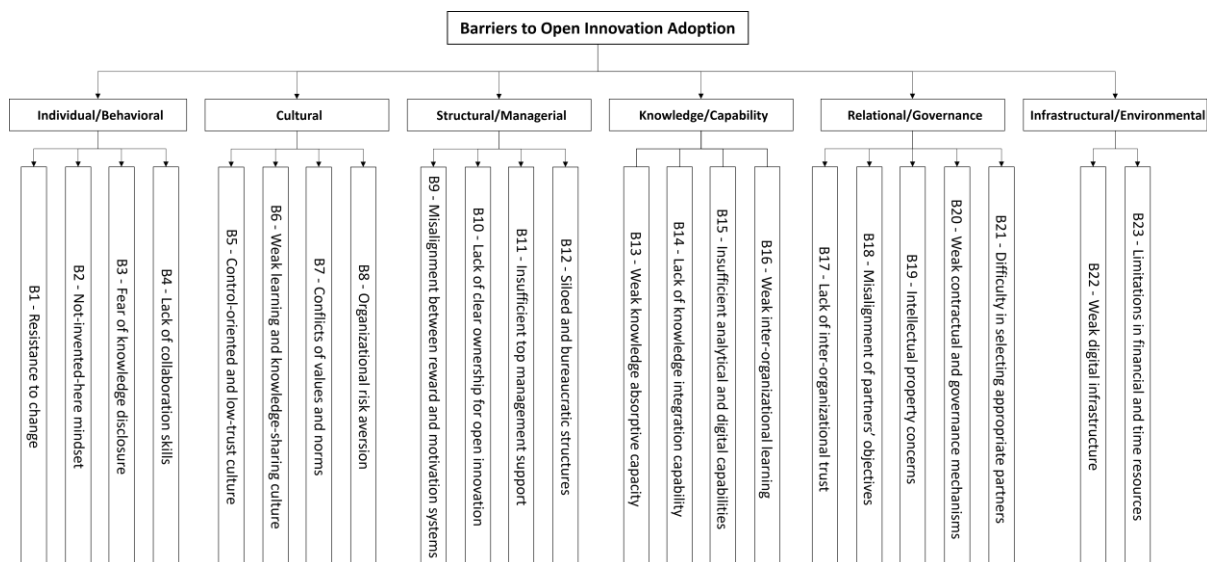 Barriers to Open Innovation Adoption
Individual/Behavioral
Cultural
Structural/Managerial
Knowledge/Capability
Relational/Governance
Infrastructural/Environmental
B1 - Resistance to change
B2 - Not-invented-here mindset
B3 - Fear of knowledge disclosure
B4 - Lack of collaboration skills
B5 - Control-oriented and low-trust culture
B6 - Weak learning and knowledge-sharing culture
B7 - Conflicts of values and norms
B8 - Organizational risk aversion
B9 - Misalignment between reward and motivation systems
B10 - Lack of clear ownership for open innovation
B11 - Insufficient top management support
B12 - Siloed and bureaucratic structures
B13 - Weak knowledge absorptive capacity
B14 - Lack of knowledge integration capability
B15 - Insufficient analytical and digital capabilities
B16 - Weak inter-organizational learning
B17 - Lack of inter-organizational trust
B18 - Misalignment of partners’ objectives
B19 - Intellectual property concerns
B20 - Weak contractual and governance mechanisms
B21 - Difficulty in selecting appropriate partners
B22 - Weak digital infrastructure
B23 - Limitations in financial and time resources